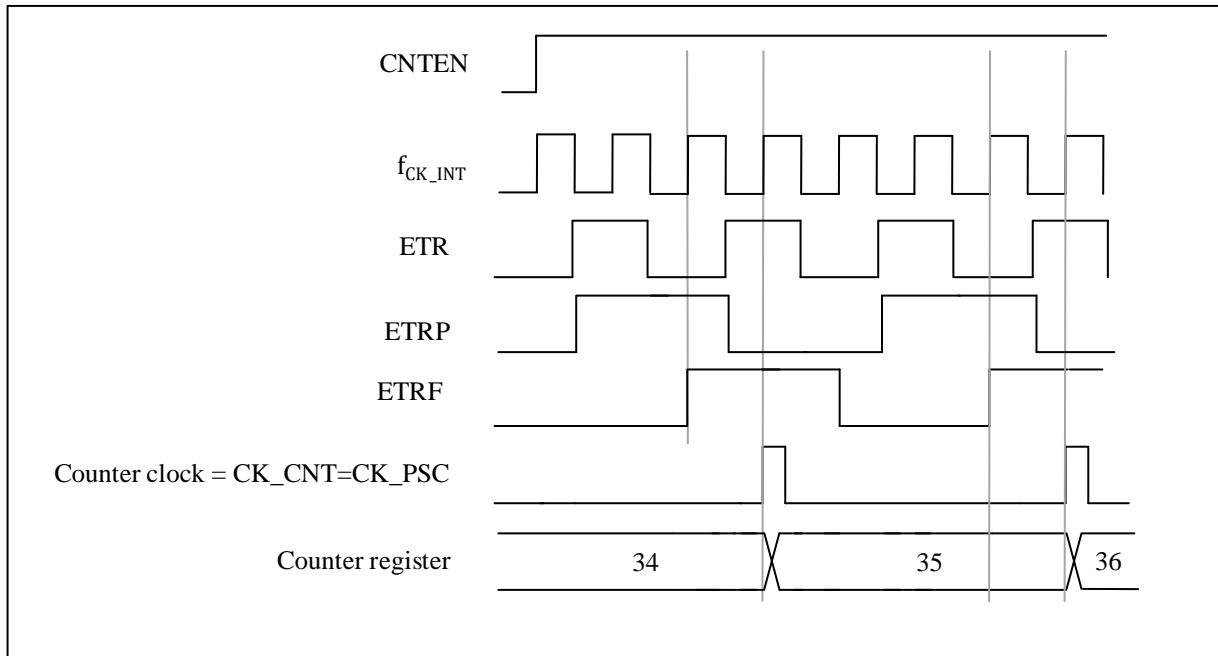 CNTEN
fCK_INT
ETR
ETRP
ETRF
Counter clock = CK_CNT=CK_PSC
Counter register
34
35
36